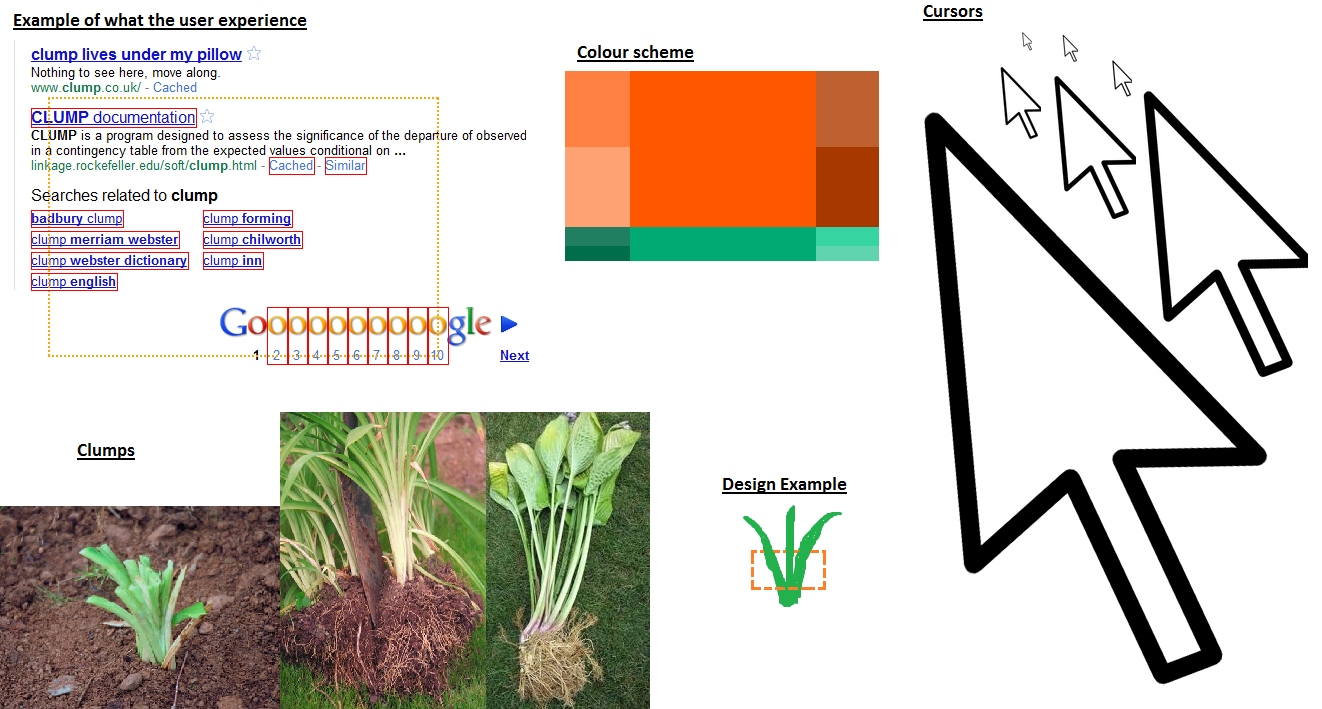 Example of what the user experience
clump lives under my pillow
Nothing to see here, move along.
www.clump.co.uk/ - Cached
CLUMP documentation
CLUMP is a program designed to assess the significance of the departure of observed
in a contingency table from the expected values conditional on ...
linkage.rockefeller.edu/soft/clump.html - Cached - Similar
Searches related to clump
badbury clump clump forming
clump merriam webster clump chilworth
clump webster dictionary clump inn
clump english
Goooooooooogle
1 2 3 4 5 6 7 8 9 10 Next
Colour scheme
Cursors
Clumps
Design Example